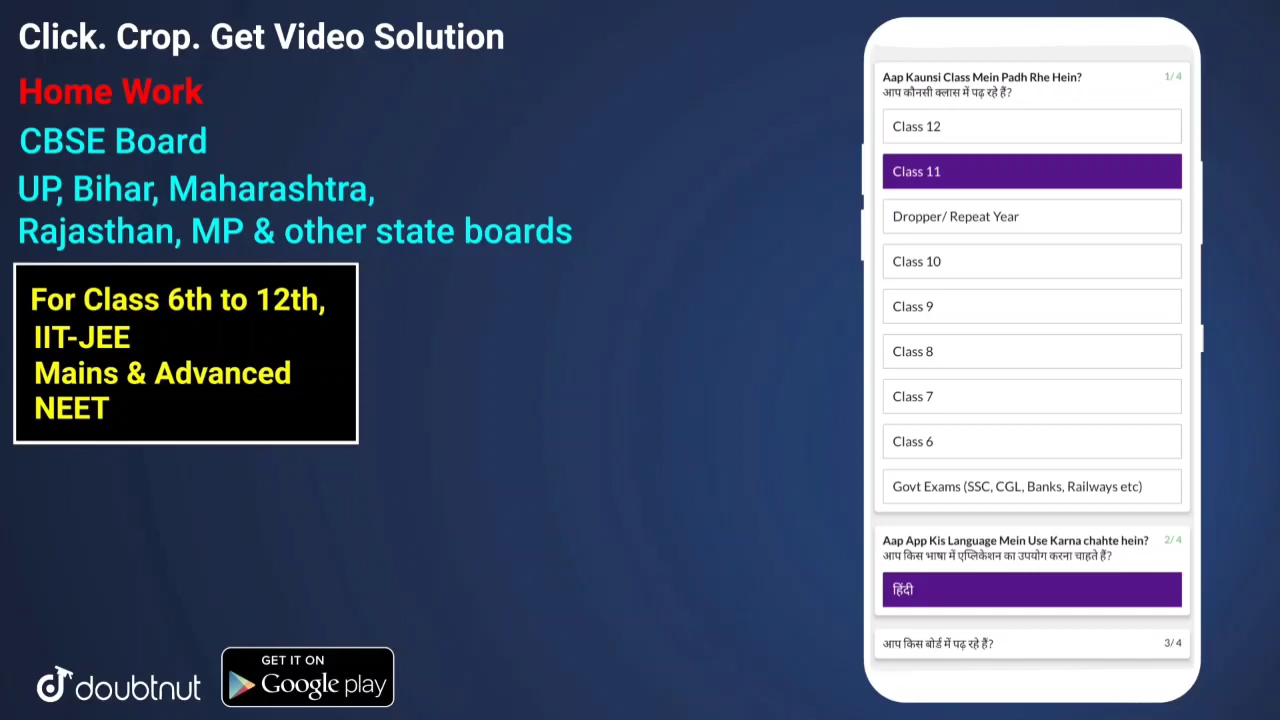 Click. Crop. Get Video Solution
Home Work
CBSE Board
UP, Bihar, Maharashtra,
Rajasthan, MP & other state boards
For Class 6th to 12th,
IIT-JEE
Mains & Advanced
NEET
doubtnut
GET IT ON
Google play
Aap Kaunsi Class Mein Padh Rhe Hein? 1/4
आप कौनसी क्लास में पढ़ रहे हैं?
Class 12
Class 11
Dropper/ Repeat Year
Class 10
Class 9
Class 8
Class 7
Class 6
Govt Exams (SSC, CGL, Banks, Railways etc)
Aap App Kis Language Mein Use Karna chahte hein? 2/4
आप किस भाषा में एप्लिकेशन का उपयोग करना चाहते हैं?
हिंदी
आप किस बोर्ड में पढ़ रहे हैं? 3/4